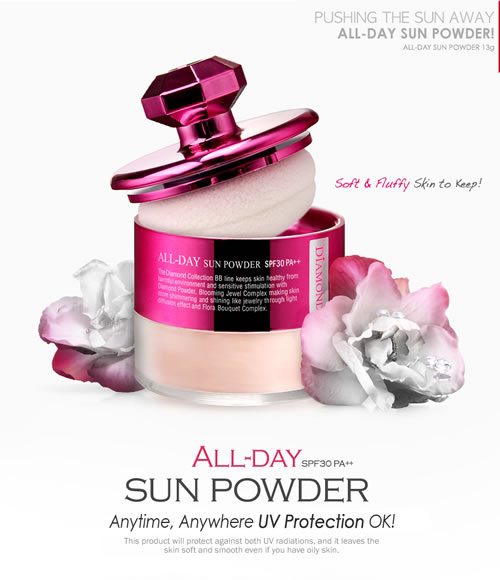 PUSHING THE SUN AWAY
ALL-DAY SUN POWDER!
ALL-DAY SUN POWDER 13g
Soft & Fluffy Skin to Keep!
ALL-DAY SUN POWDER SPF30 PA++
The Diamond Collection BB line keeps skin healthy from
harmful environment and sensitive stimulation with
Diamond Powder, Blooming Jewel Complex making skin
more shimmering and shining like jewelry through light
diffusion effect and Flora Bouquet Complex.
DIAMOND
ALL-DAY SPF30 PA++
SUN POWDER
Anytime, Anywhere UV Protection OK!
This product will protect against both UV radiations, and it leaves the
skin soft and smooth even if you have oily skin.